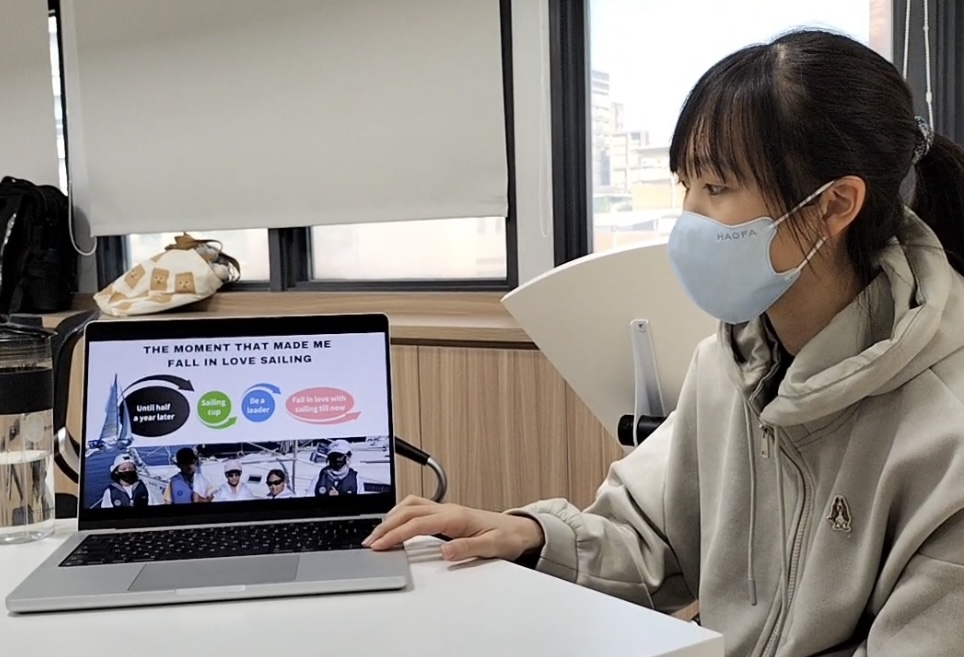 THE MOMENT THAT MADE ME
FALL IN LOVE SAILING
Until half
a year later
Sailing
cup
Be a
leader
Fall in love with
sailing till now
HAOFA